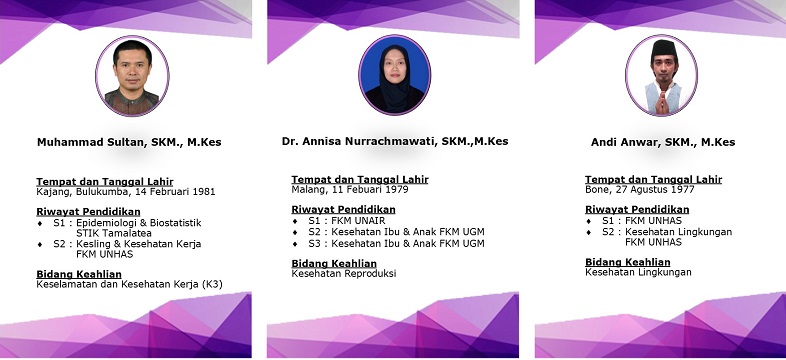 Muhammad Sultan, SKM., M.Kes
Tempat dan Tanggal Lahir
Kajang, Bulukumba, 14 Februari 1981
Riwayat Pendidikan
♦ S1 : Epidemiologi & Biostatistik
STIK Tamalatea
♦ S2 : Kesling & Kesehatan Kerja
FKM UNHAS
Bidang Keahlian
Keselamatan dan Kesehatan Kerja (K3)
Dr. Annisa Nurrachmawati, SKM.,M.Kes
Tempat dan Tanggal Lahir
Malang, 11 Febuari 1979
Riwayat Pendidikan
♦ S1 : FKM UNAIR
♦ S2 : Kesehatan Ibu & Anak FKM UGM
♦ S3 : Kesehatan Ibu & Anak FKM UGM
Bidang Keahlian
Kesehatan Reproduksi
Andi Anwar, SKM., M.Kes
Tempat dan Tanggal Lahir
Bone, 27 Agustus 1977
Riwayat Pendidikan
♦ S1 : FKM UNHAS
♦ S2 : Kesehatan Lingkungan
FKM UNHAS
Bidang Keahlian
Kesehatan Lingkungan